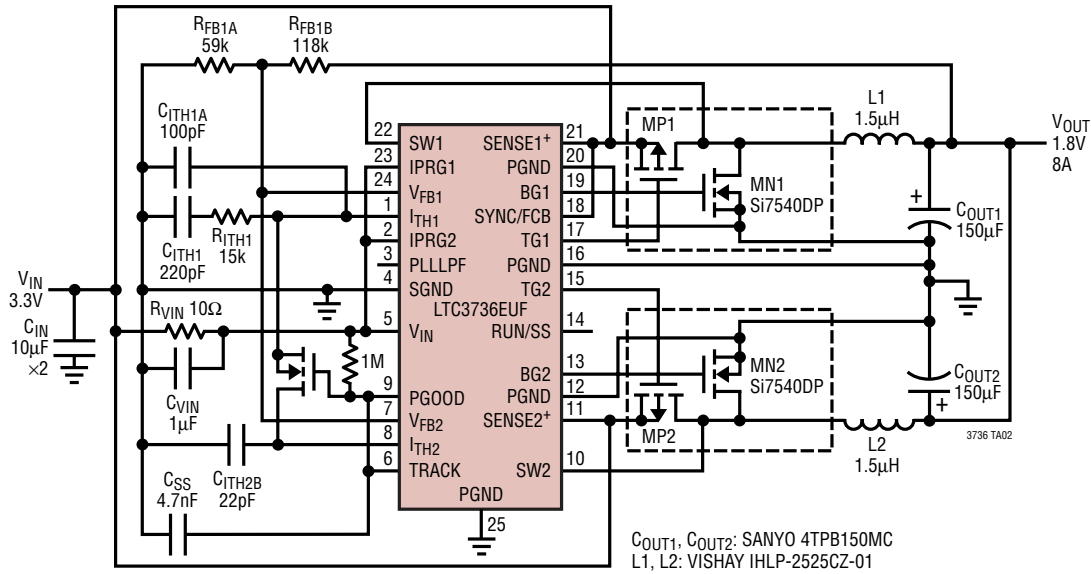 RFB1A
59k
RFB1B
118k
CITH1A
100pF
CITH1
220pF
RITH1
15k
VIN
3.3V
CIN
10µF
×2
RVIN 10Ω
CVIN
1µF
1M
CITH2B
22pF
CSS
4.7nF
22
23
24
1
2
3
4
5
9
7
8
6
SW1
IPRG1
VFB1
ITH1
IPRG2
PLLLPF
SGND
LTC3736EUF
VIN
PGOOD
VFB2
ITH2
TRACK
PGND
25
SENSE1+
PGND
BG1
SYNC/FCB
TG1
PGND
TG2
RUN/SS
BG2
PGND
SENSE2+
SW2
21
20
19
18
17
16
15
14
13
12
11
10
MP1
MN1
Si7540DP
MN2
Si7540DP
MP2
L1
1.5µH
VOUT
1.8V
8A
+
COUT1
150µF
COUT2
150µF
+
L2
1.5µH
3736 TA02
COUT1, COUT2: SANYO 4TPB150MC
L1, L2: VISHAY IHLP-2525CZ-01